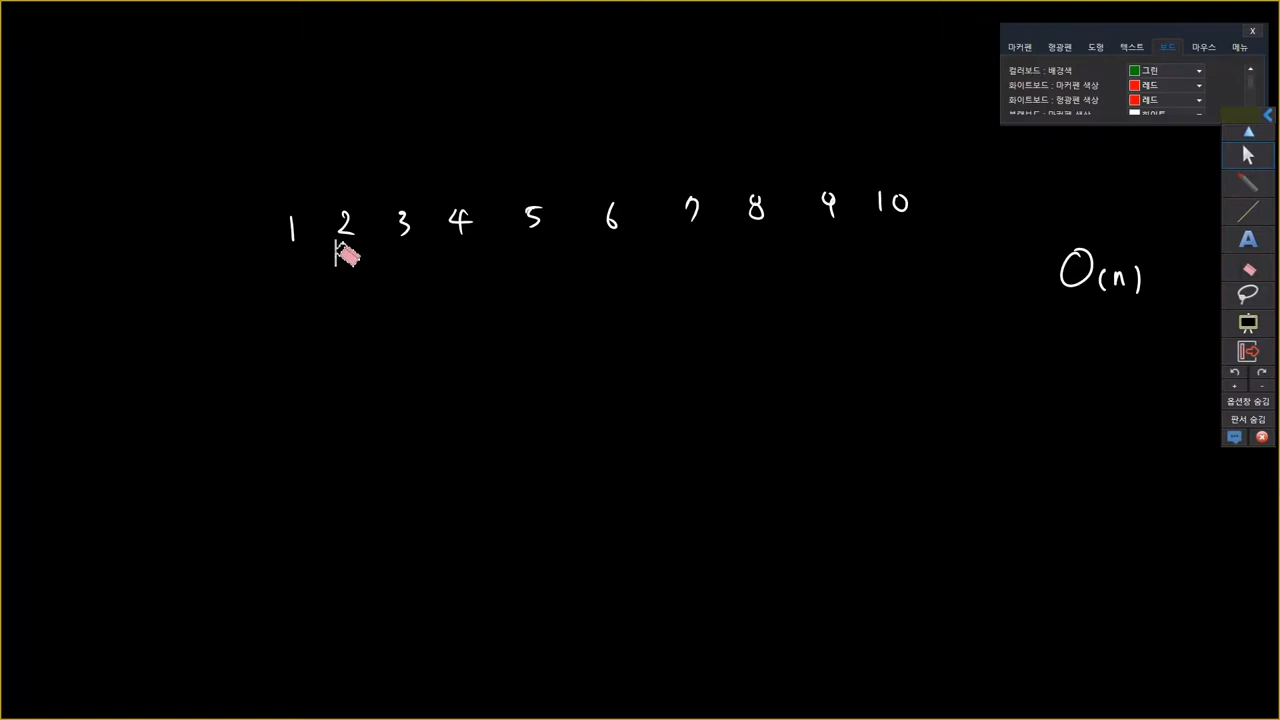 X
마커펜 형광펜 도형 텍스트 보드 마우스 메뉴
컬러보드 : 배경색 그린
화이트보드 : 마커펜 색상 레드
화이트보드 : 형광펜 색상 레드
1 2 3 4 5 6 7 8 9 10
O(n)
A
+ -
옵션창 숨김
판서 숨김